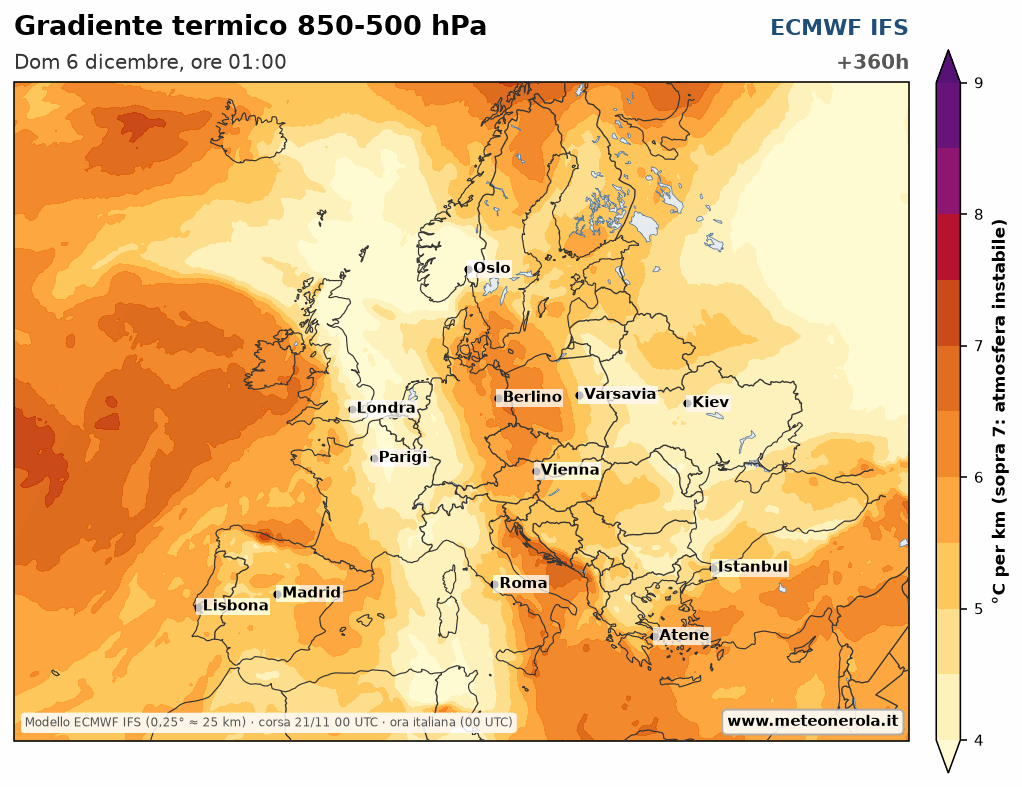 Gradiente termico 850-500 hPa
ECMWF IFS
Dom 6 dicembre, ore 01:00
+360h
Oslo
Londra
Berlino
Varsavia
Kiev
Parigi
Vienna
Istanbul
Roma
Madrid
Lisbona
Atene
Modello ECMWF IFS (0,25° ≈ 25 km) · corsa 21/11 00 UTC · ora italiana (00 UTC)
www.meteonerola.it
9
8
7
6
5
4
°C per km (sopra 7: atmosfera instabile)